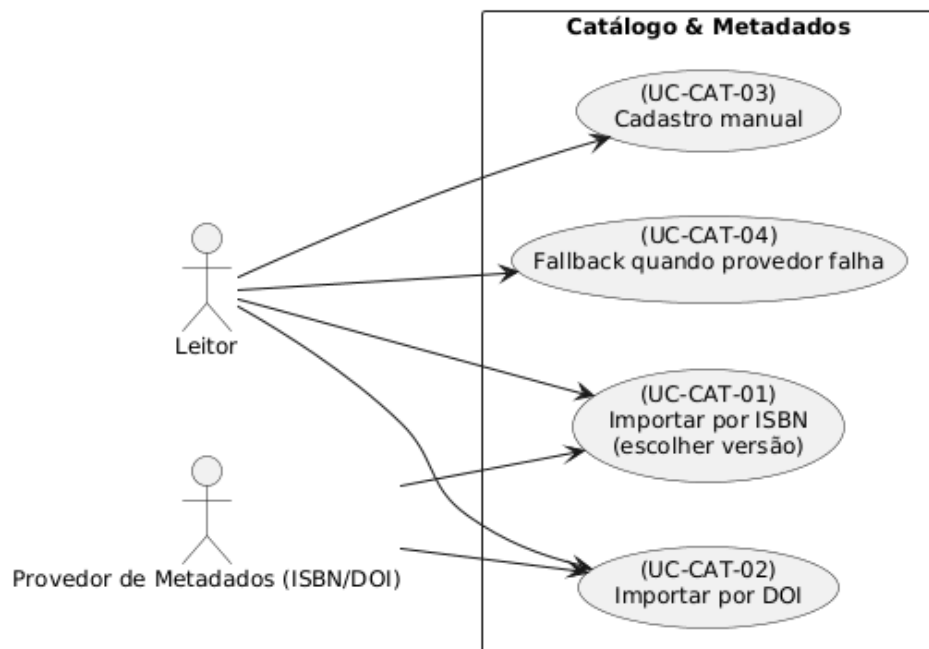 Catálogo & Metadados
(UC-CAT-03)
Cadastro manual
(UC-CAT-04)
Fallback quando provedor falha
Leitor
(UC-CAT-01)
Importar por ISBN
(escolher versão)
Provedor de Metadados (ISBN/DOI)
(UC-CAT-02)
Importar por DOI